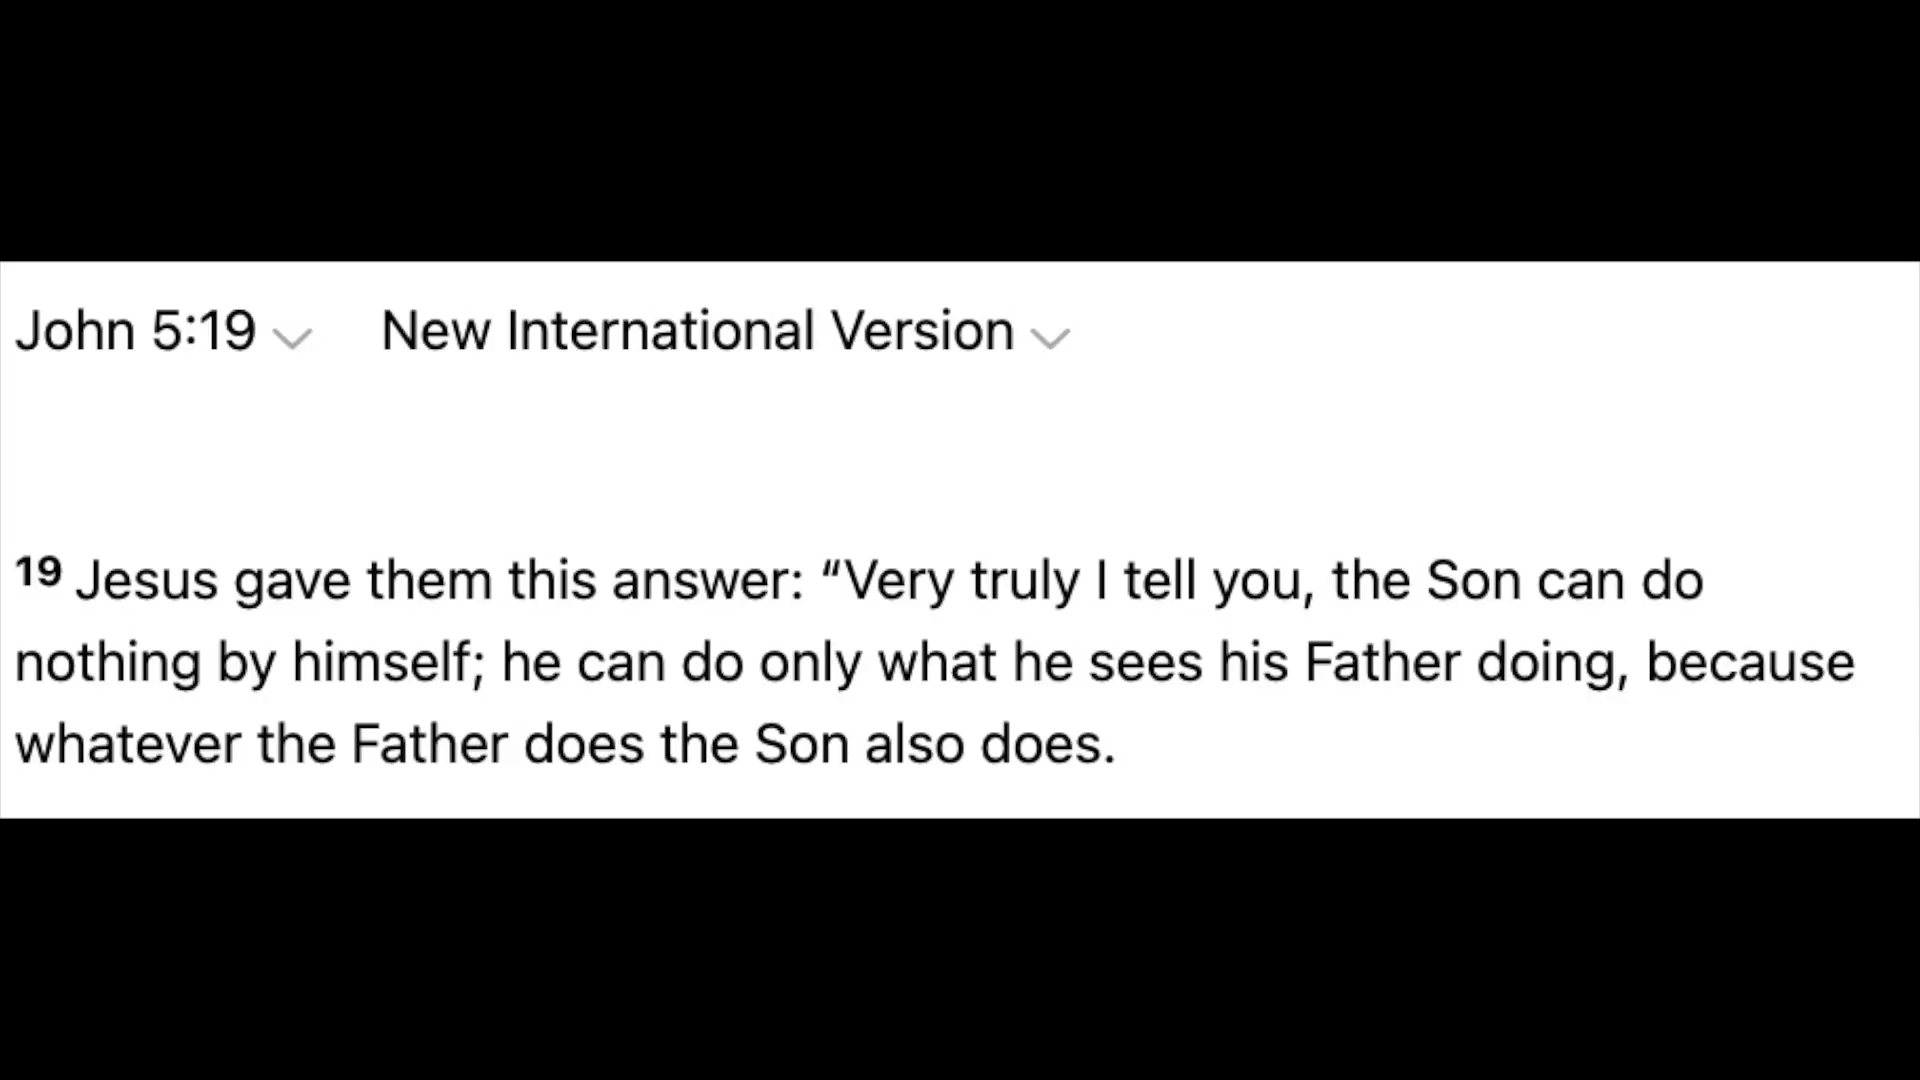 John 5:19 New International Version
19 Jesus gave them this answer: “Very truly I tell you, the Son can do
nothing by himself; he can do only what he sees his Father doing, because
whatever the Father does the Son also does.